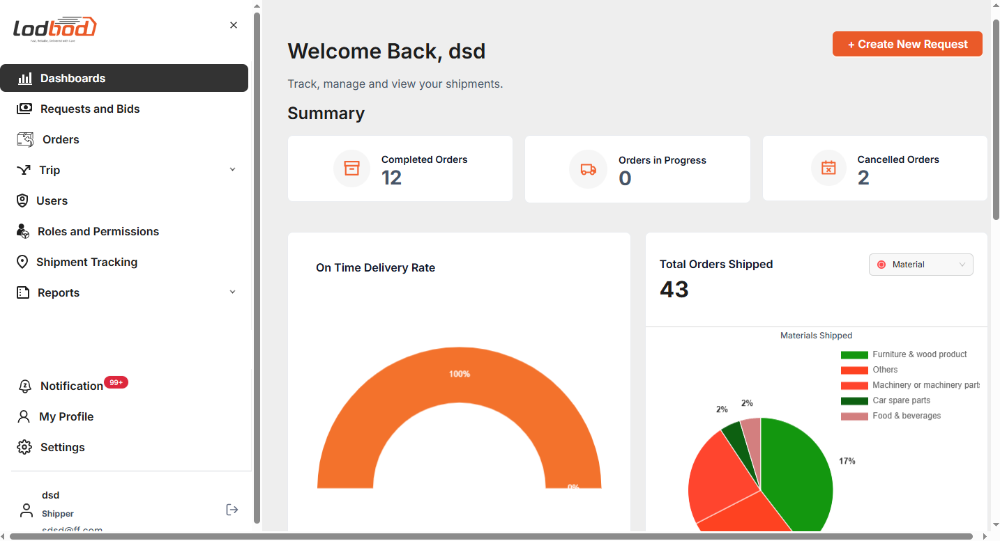 lodbod
Fast, Reliable, Delivered with Care
Dashboards
Requests and Bids
Orders
Trip
Users
Roles and Permissions
Shipment Tracking
Reports
Notification 99+
My Profile
Settings
dsd
Shipper
sdsd@ff.com
Welcome Back, dsd
+ Create New Request
Track, manage and view your shipments.
Summary
Completed Orders
12
Orders in Progress
0
Cancelled Orders
2
On Time Delivery Rate
100%
0%
Total Orders Shipped
Material
43
Materials Shipped
Furniture & wood product
Others
Machinery or machinery parts
Car spare parts
Food & beverages
2%
2%
17%